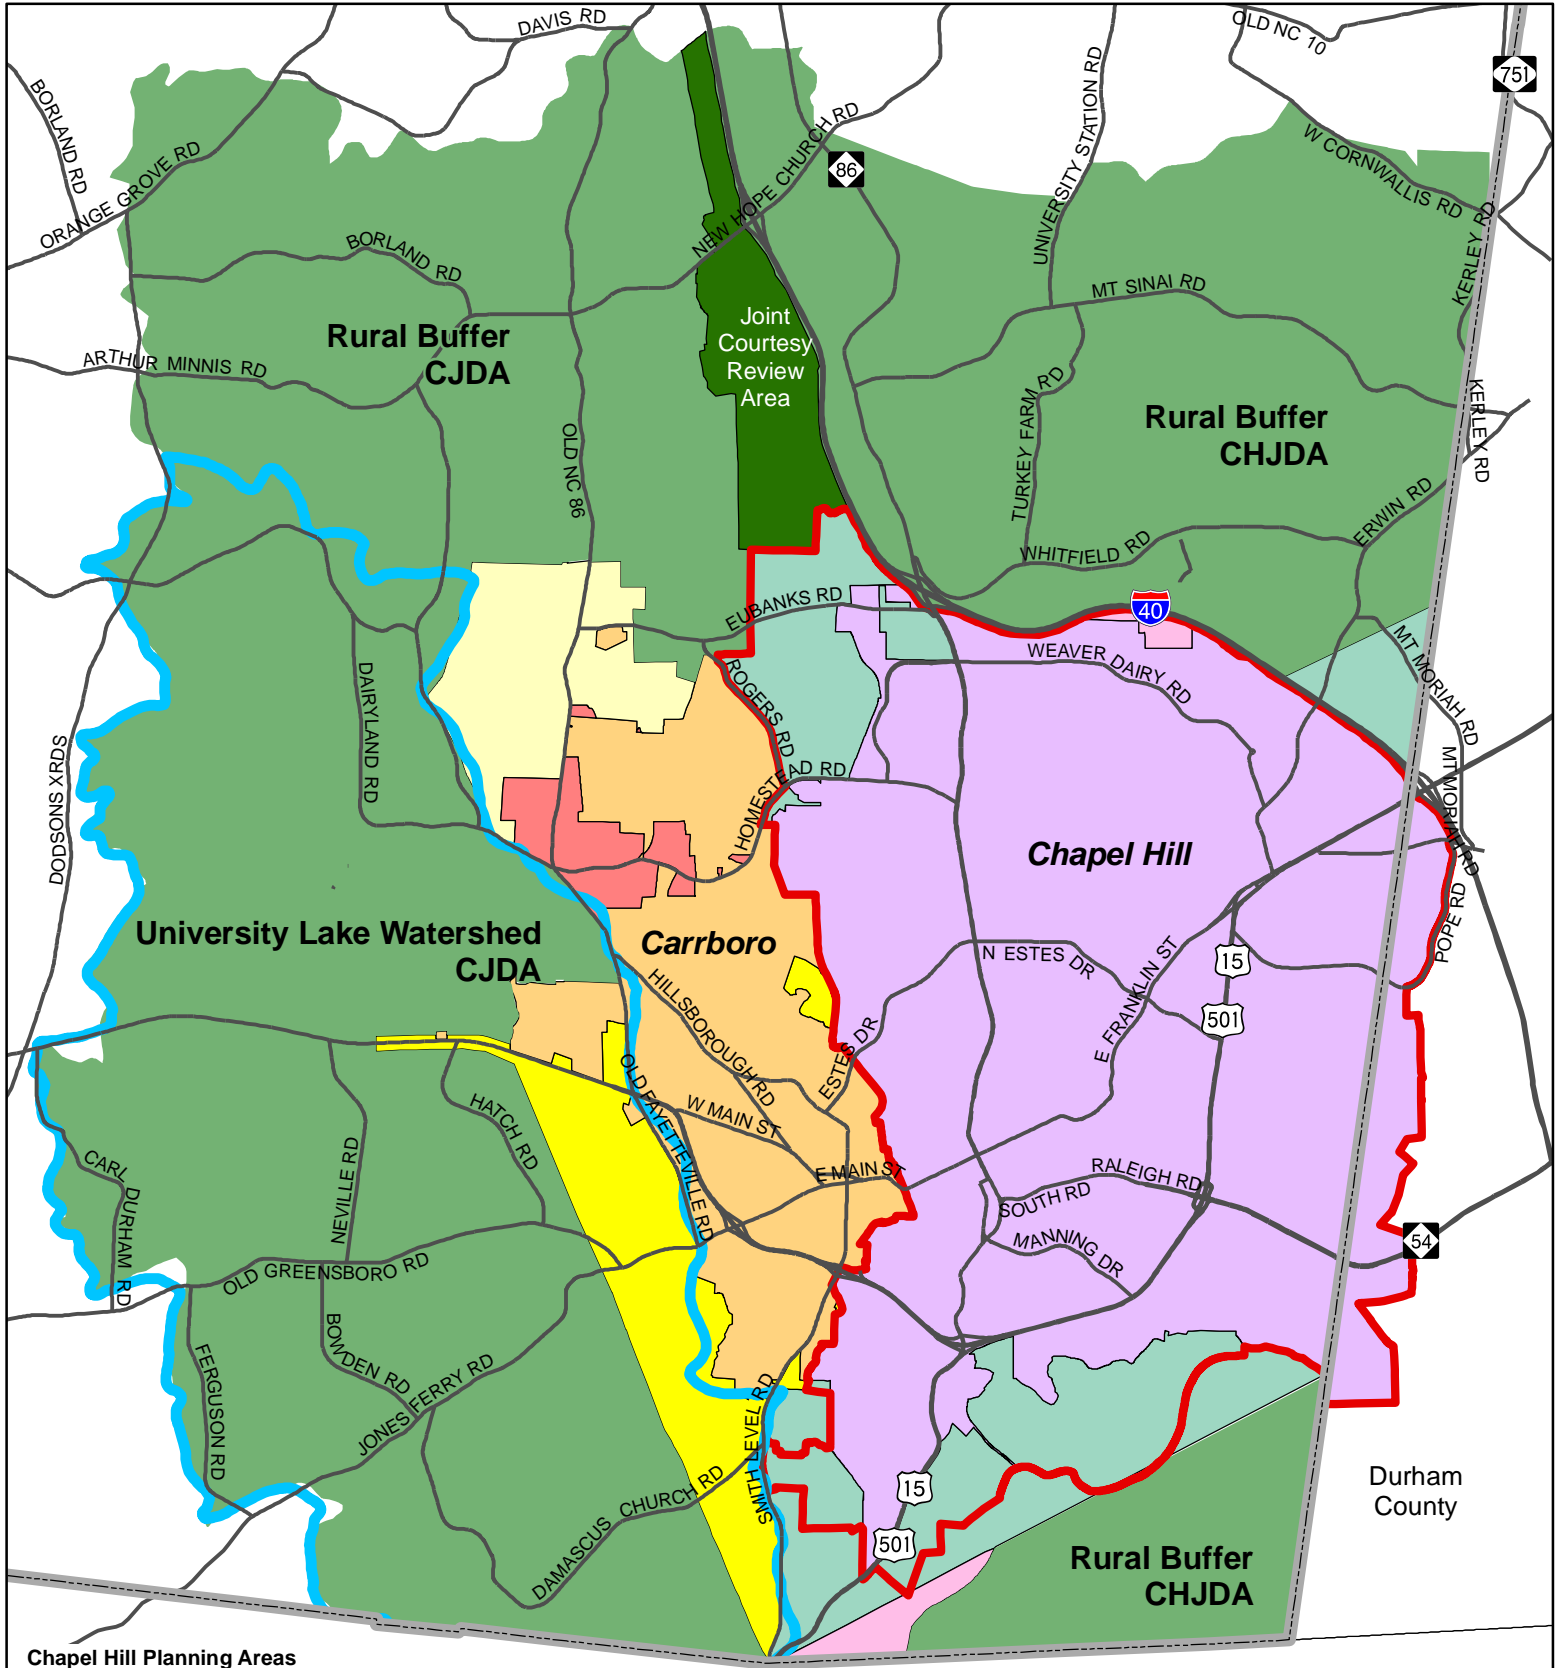 DAVIS RD
OLD NC 10
751
BORLAND RD
UNIVERSITY STATION RD
NEW HOPE CHURCH RD
W CORNWALLIS RD
86
ORANGE GROVE RD
KERLEY RD
BORLAND RD
MT SINAI RD
Joint
Courtesy
Review
Area
Rural Buffer
CJDA
ARTHUR MINNIS RD
TURKEY FARM RD
KERLEY RD
Rural Buffer
CHJDA
OLD NC 86
ERWIN RD
WHITFIELD RD
EUBANKS RD
40
WEAVER DAIRY RD
MT MORIAH RD
ROGERS RD
DAIRYLAND RD
DODSONS XRDS
HOMESTEAD RD
MT MORIAH RD
Chapel Hill
University Lake Watershed
CJDA
Carrboro
POPE RD
N ESTES DR
15
HILLSBOROUGH RD
E FRANKLIN ST
501
ESTES DR
OLD FAYETTEVILLE RD
HATCH RD
W MAIN ST
CARL DURHAM RD
NEVILLE RD
E MAIN ST
RALEIGH RD
SOUTH RD
MANNING DR
54
OLD GREENSBORO RD
BOWDEN RD
FERGUSON RD
JONES FERRY RD
SMITH LEVEL RD
15
Durham
County
DAMASCUS CHURCH RD
501
Rural Buffer
CHJDA
Chapel Hill Planning Areas